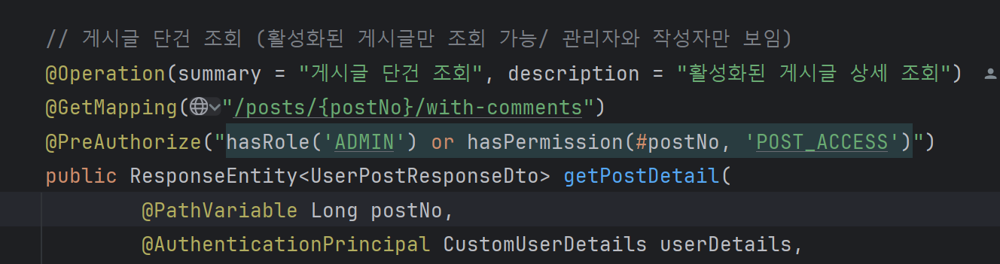 // 게시글 단건 조회 (활성화된 게시글만 조회 가능/ 관리자와 작성자만 보임)
@Operation(summary = "게시글 단건 조회", description = "활성화된 게시글 상세 조회")
@GetMapping("/posts/{postNo}/with-comments")
@PreAuthorize("hasRole('ADMIN') or hasPermission(#postNo, 'POST_ACCESS')")
public ResponseEntity<UserPostResponseDto> getPostDetail(
@PathVariable Long postNo,
@AuthenticationPrincipal CustomUserDetails userDetails,